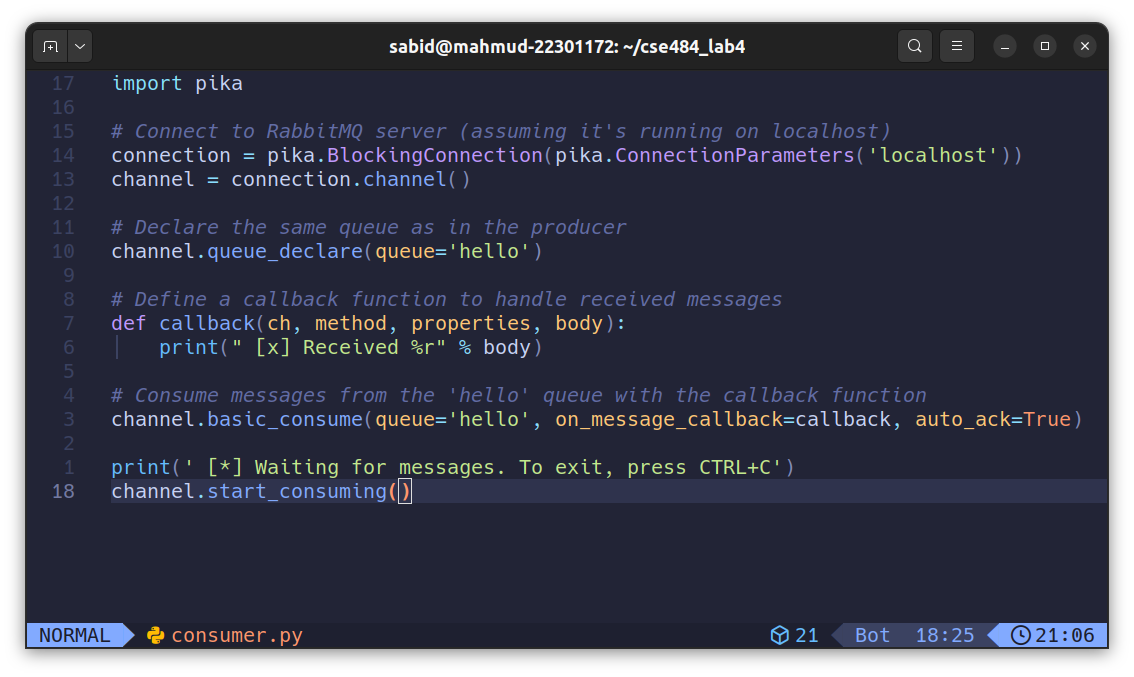 sabid@mahmud-22301172: ~/cse484_lab4
17 import pika
16
15 # Connect to RabbitMQ server (assuming it's running on localhost)
14 connection = pika.BlockingConnection(pika.ConnectionParameters('localhost'))
13 channel = connection.channel()
12
11 # Declare the same queue as in the producer
10 channel.queue_declare(queue='hello')
9
8 # Define a callback function to handle received messages
7 def callback(ch, method, properties, body):
6     print(" [x] Received %r" % body)
5
4 # Consume messages from the 'hello' queue with the callback function
3 channel.basic_consume(queue='hello', on_message_callback=callback, auto_ack=True)
2
1 print(' [*] Waiting for messages. To exit, press CTRL+C')
18 channel.start_consuming()
NORMAL consumer.py 21 Bot 18:25 21:06